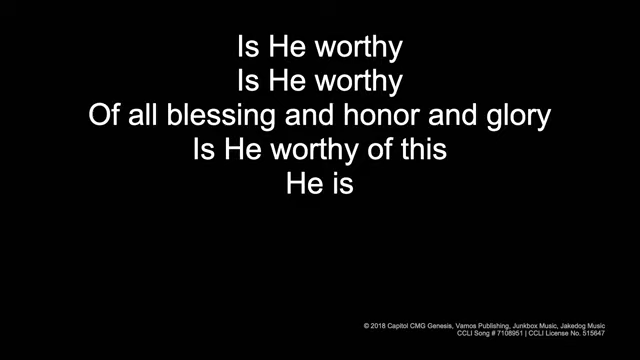 Is He worthy
Is He worthy
Of all blessing and honor and glory
Is He worthy of this
He is
© 2018 Capitol CMG Genesis, Vamos Publishing, Junkbox Music, Jakedog Music
CCLI Song # 7108951 | CCLI License No. 515647